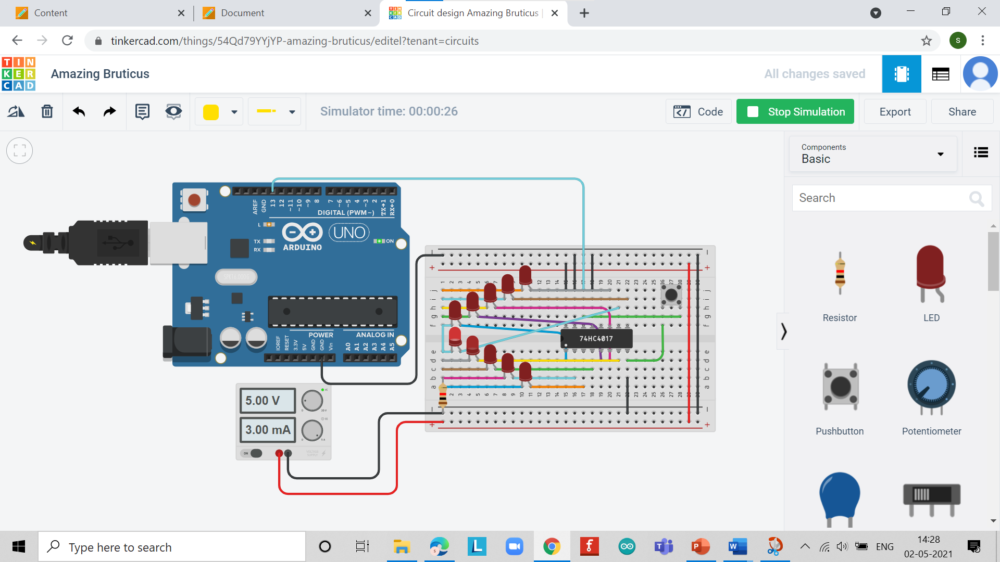 Content
Document
Circuit design Amazing Bruticus |
tinkercad.com/things/54Qd79YYjYP-amazing-bruticus/editel?tenant=circuits
S
TIN
KER
CAD
Amazing Bruticus
All changes saved
Simulator time: 00:00:26
Code
Stop Simulation
Export
Share
Components
Basic
Search
AREF
GND
13
12
~11
~10
~9
8
7
~6
~5
4
~3
2
TX→1
RX←0
DIGITAL (PWM~)
L
TX
RX
ARDUINO
UNO
ON
POWER
ANALOG IN
IOREF
RESET
3.3V
5V
GND
GND
Vin
A0
A1
A2
A3
A4
A5
74HC4017
5.00 V
3.00 mA
ON
Resistor
LED
Pushbutton
Potentiometer
Type here to search
ENG
14:28
02-05-2021